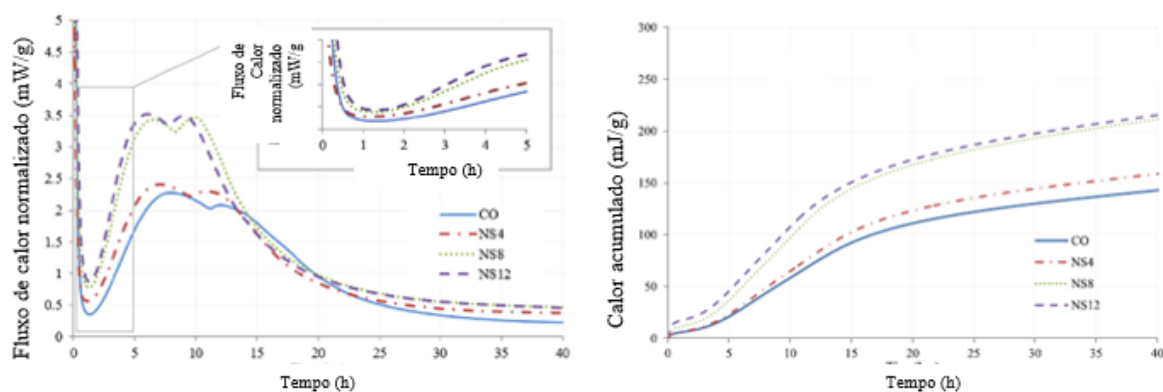 Fluxo de calor normalizado (mW/g)
5
4.5
4
3.5
3
2.5
2
1.5
1
0.5
0
0
5
10
15
20
25
30
35
40
Tempo (h)
Fluxo de
Calor
normalizado
(mW/g
0
1
2
3
4
5
Tempo (h)
CO
NS4
NS8
NS12
Calor acumulado (mJ/g)
300
250
200
150
100
50
0
0
5
10
15
20
25
30
35
40
Tempo (h)
CO
NS4
NS8
NS12